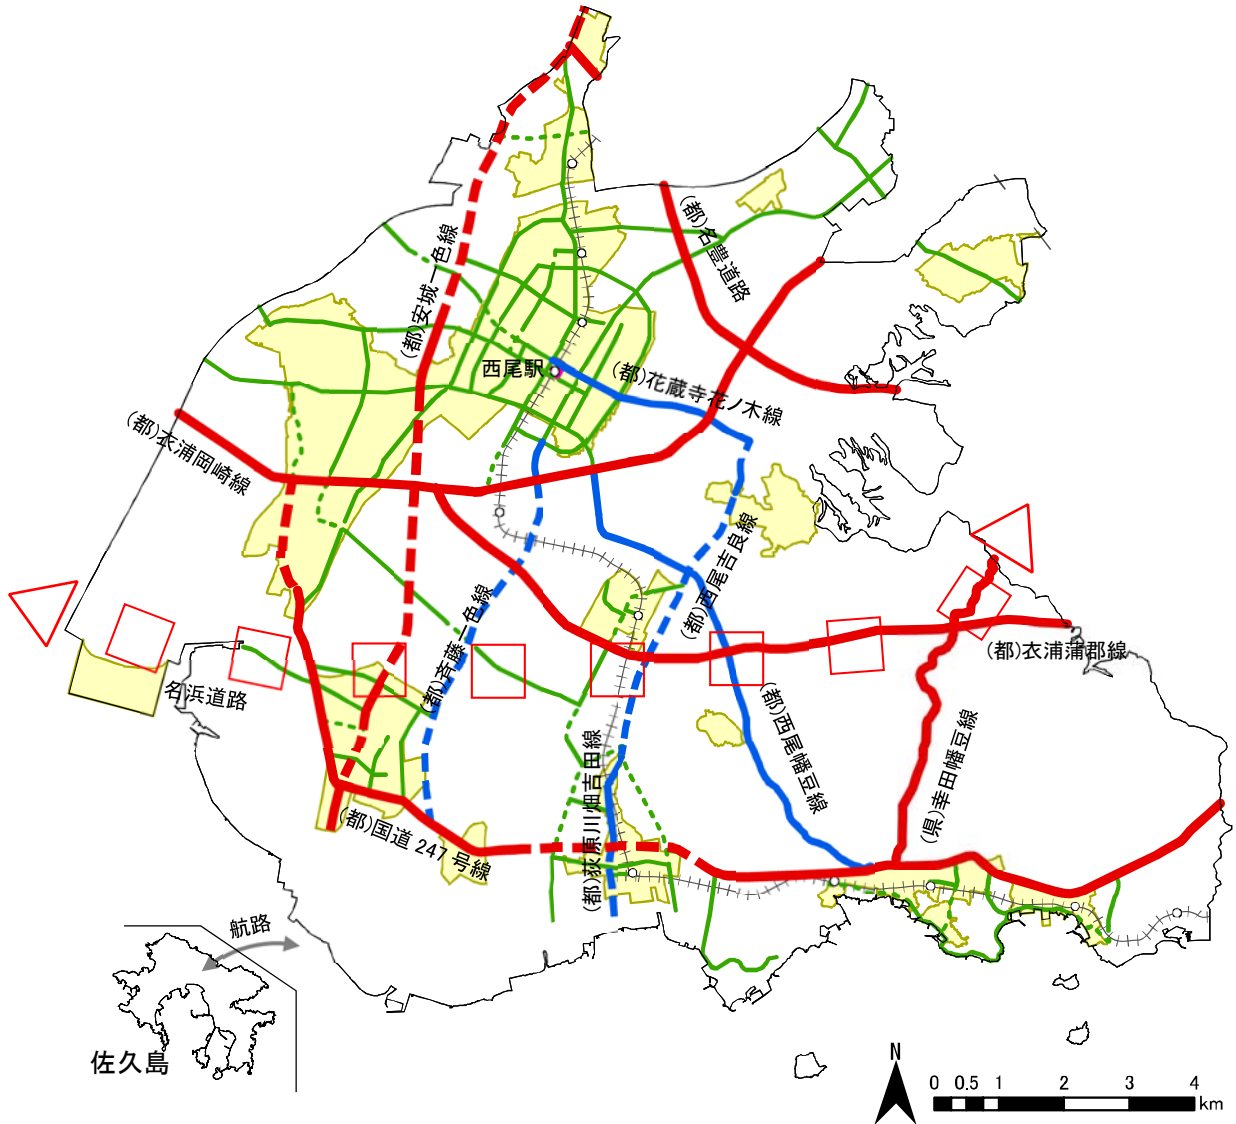 (都)名豊道路
(都)安城一色線
西尾駅
(都)花蔵寺花ノ木線
(都)衣浦岡崎線
(都)西尾吉良線
(都)斉藤一色線
(都)衣浦蒲郡線
名浜道路
(都)西尾幡豆線
(県)幸田幡豆線
(都)荻原川畑吉田線
(都)国道247号線
航路
佐久島
N
0 0.5 1 2 3 4
km